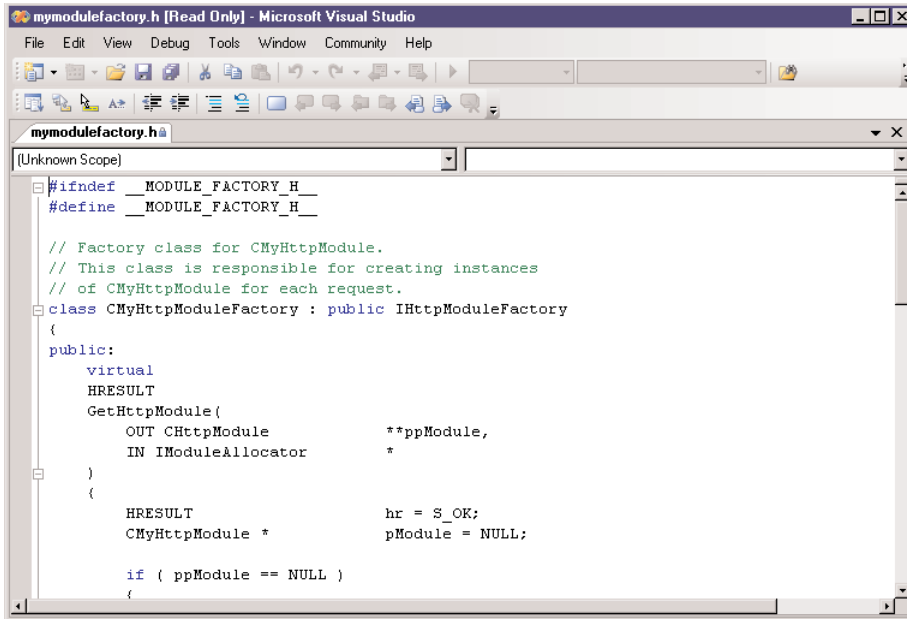 mymodulefactory.h [Read Only] - Microsoft Visual Studio
File Edit View Debug Tools Window Community Help
mymodulefactory.h
(Unknown Scope)
#ifndef __MODULE_FACTORY_H__
#define __MODULE_FACTORY_H__
// Factory class for CMyHttpModule.
// This class is responsible for creating instances
// of CMyHttpModule for each request.
class CMyHttpModuleFactory : public IHttpModuleFactory
{
public:
    virtual
    HRESULT
    GetHttpModule(
        OUT CHttpModule            **ppModule,
        IN IModuleAllocator        *
    )
    {
        HRESULT                    hr = S_OK;
        CMyHttpModule *            pModule = NULL;
        if ( ppModule == NULL )
        {